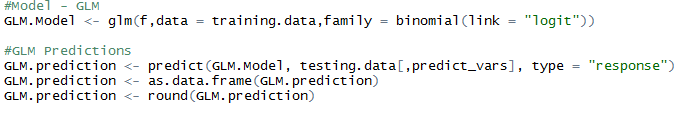 #Model - GLM
GLM.Model <- glm(f,data = training.data,family = binomial(link = "logit"))
#GLM Predictions
GLM.prediction <- predict(GLM.Model, testing.data[,predict_vars], type = "response")
GLM.prediction <- as.data.frame(GLM.prediction)
GLM.prediction <- round(GLM.prediction)